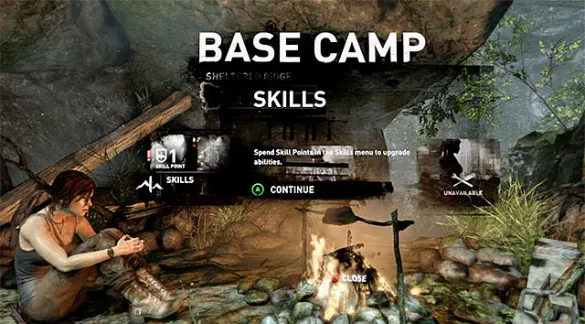 BASE CAMP
SHELTERED RIDGE
SKILLS
1
SKILL POINT
Spend Skill Points in the Skills menu to upgrade
abilities.
SKILLS
A CONTINUE
UNAVAILABLE
CLOSE